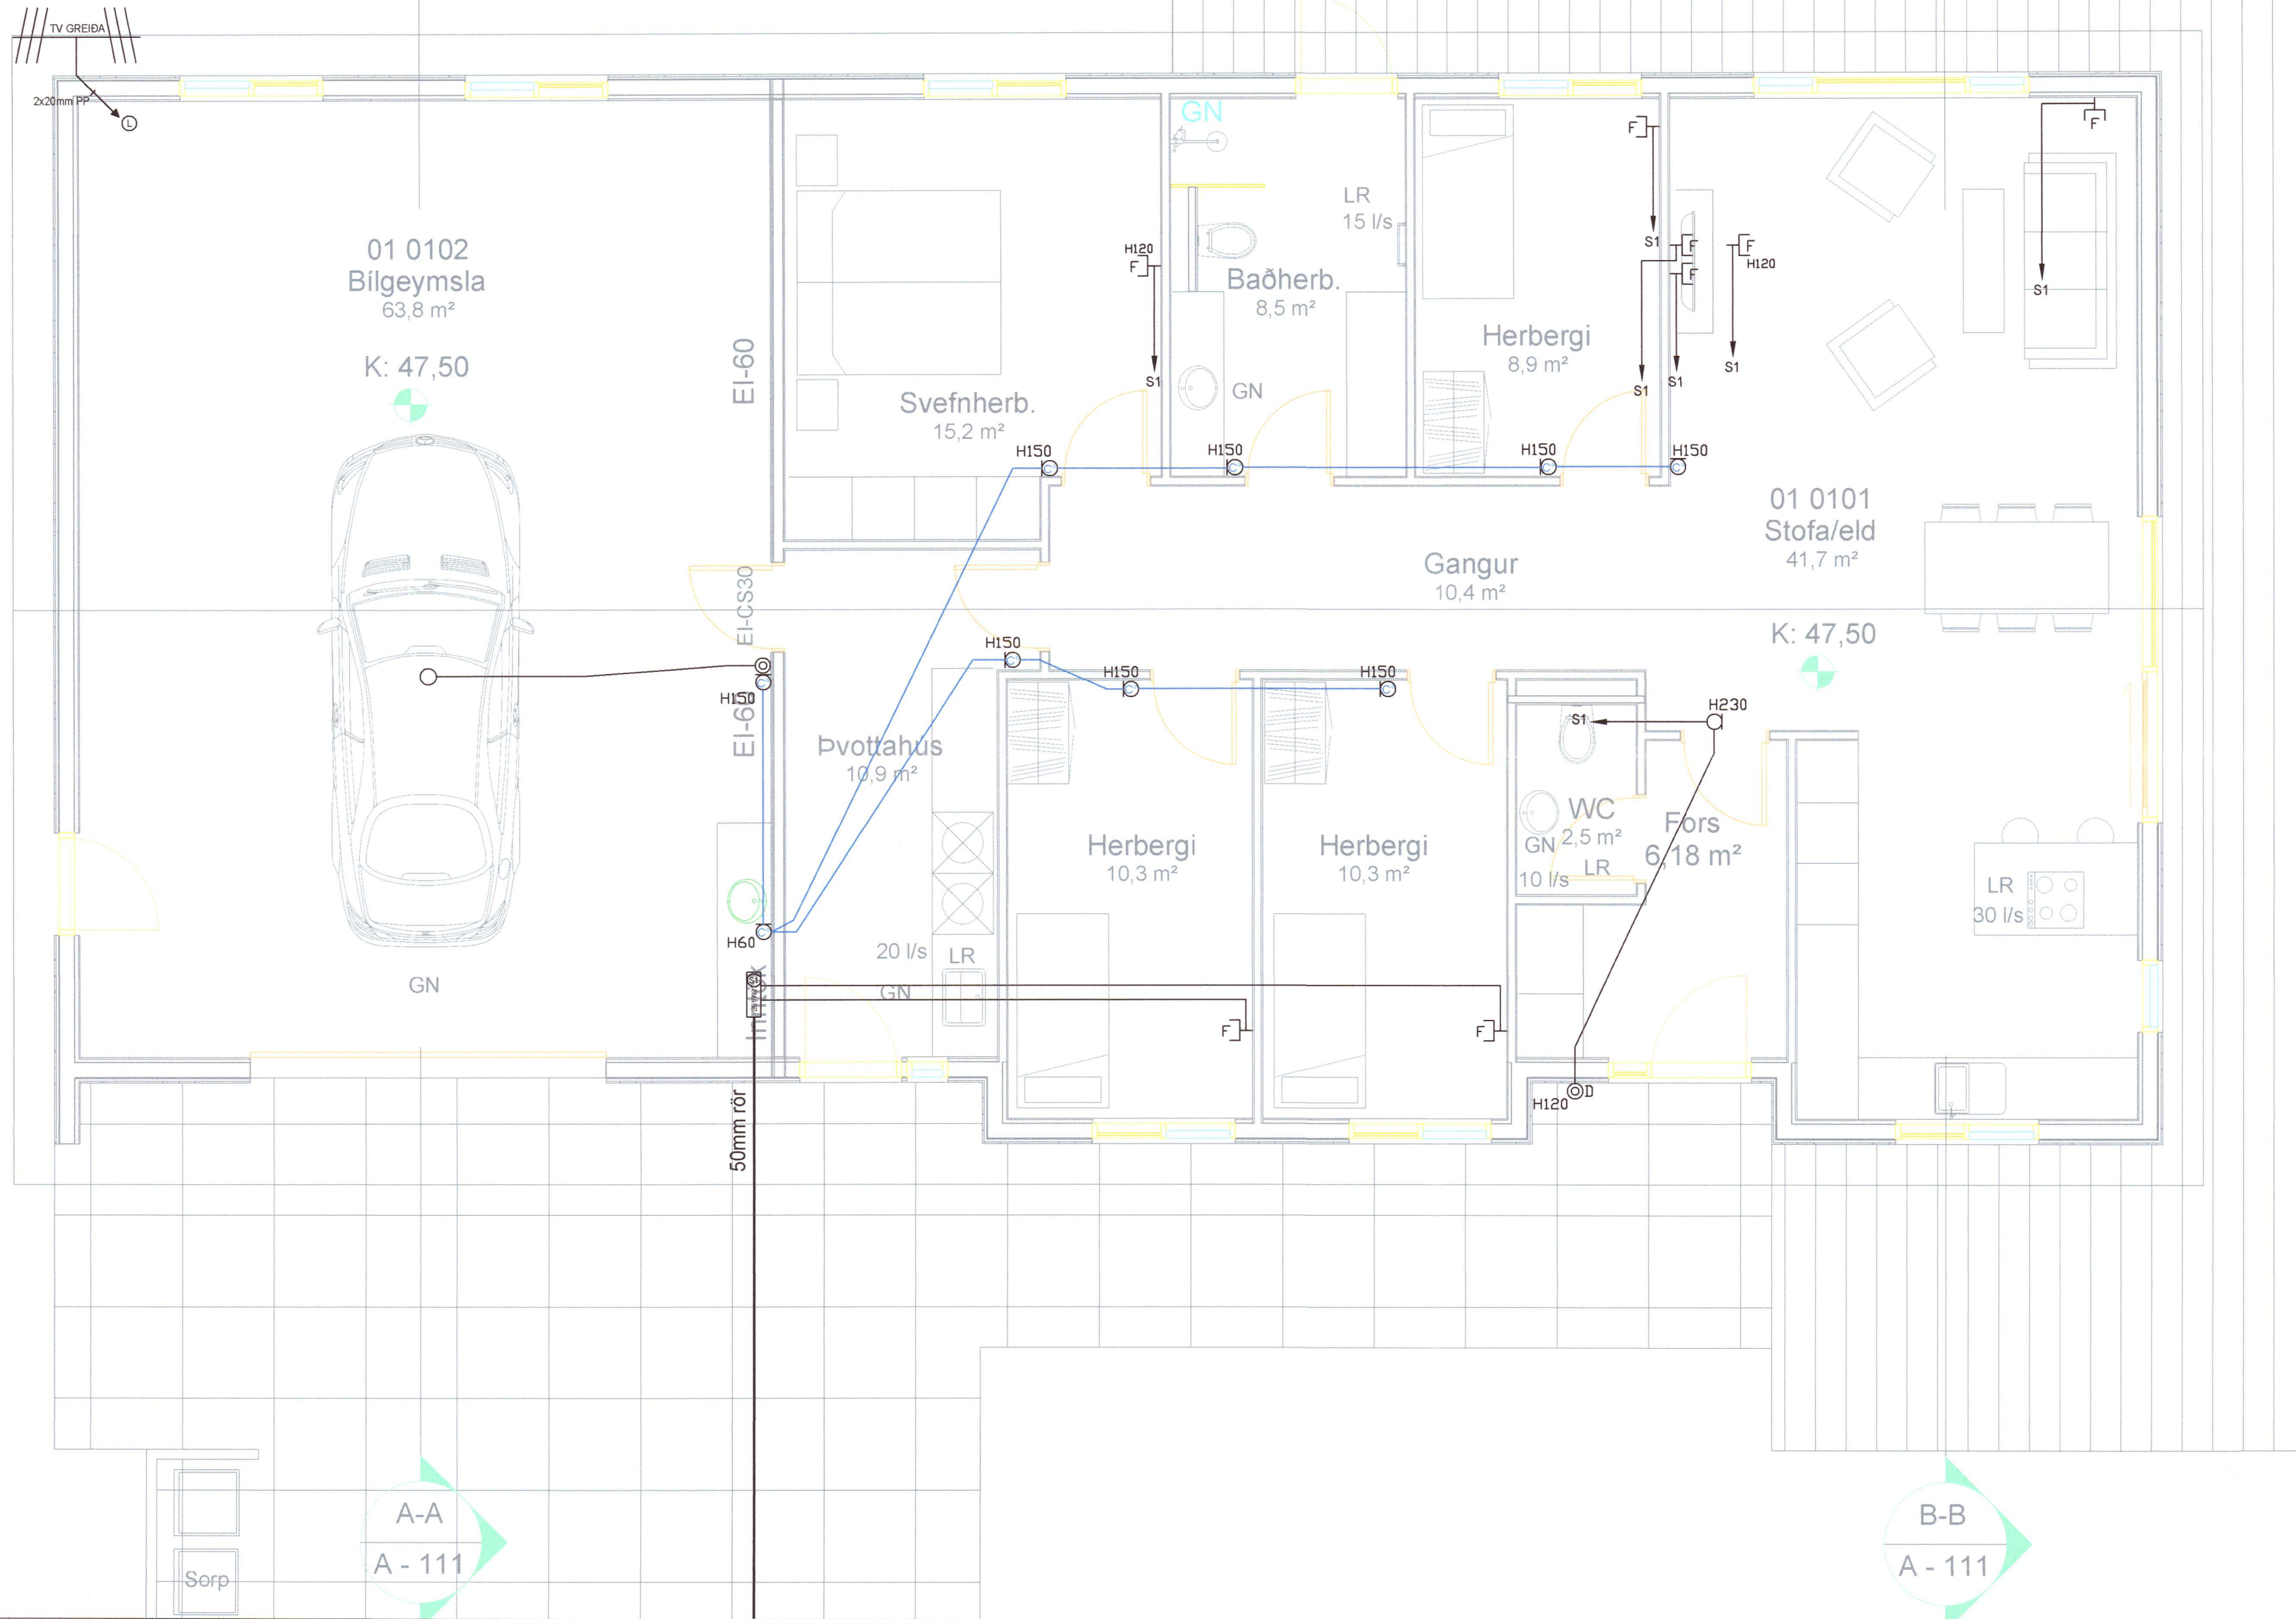 TV GREIÐA
2x20mm PP
L
GN
F
F
LR
15 l/s
01 0102
Bílgeymsla
63,8 m²
K: 47,50
EI-60
H120
F
S1
Baðherb.
8,5 m²
S1
F
F
F
H120
S1
Herbergi
8,9 m²
S1
S1
S1
Svefnherb.
15,2 m²
GN
H150
C
H150
C
H150
C
H150
C
01 0101
Stofa/eld
41,7 m²
Gangur
10,4 m²
K: 47,50
EI-CS30
H150
C
H150
C
H150
C
H150
C
EI-60
Þvottahús
10,9 m²
S1
H230
WC
2,5 m²
GN
LR
10 l/s
Fors
6,18 m²
Herbergi
10,3 m²
Herbergi
10,3 m²
LR
30 l/s
H60
C
20 l/s
LR
GN
GN
F
F
H120
D
50mm rör
A-A
A - 111
B-B
A - 111
Sorp